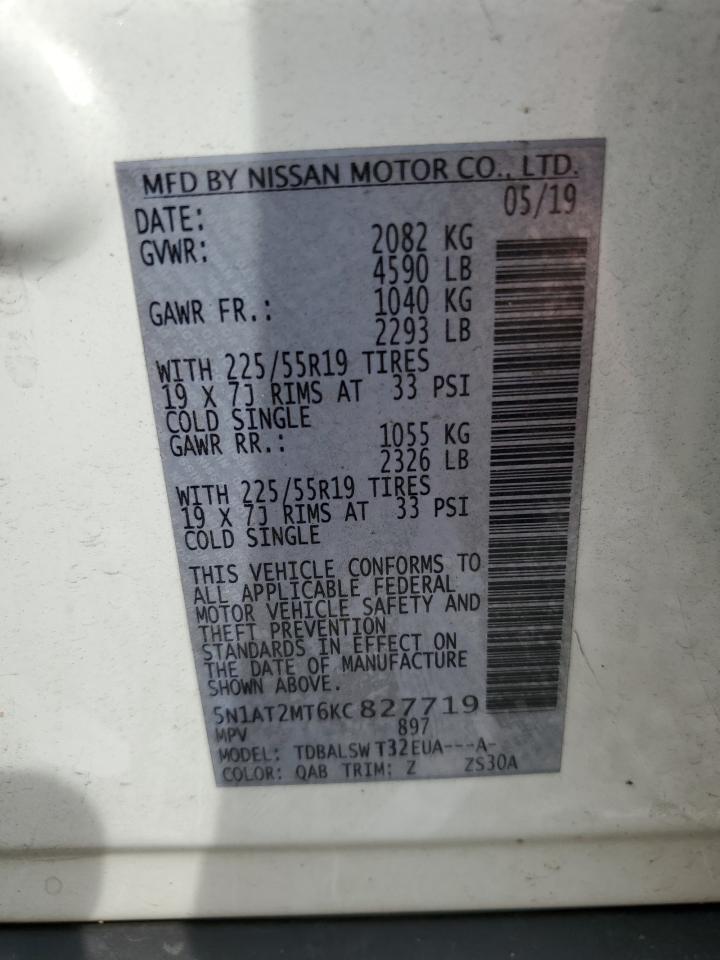 MFD BY NISSAN MOTOR CO., LTD.
DATE: 05/19
GVWR: 2082 KG
4590 LB
GAWR FR.: 1040 KG
2293 LB
WITH 225/55R19 TIRES
19 X 7J RIMS AT 33 PSI
COLD SINGLE
GAWR RR.: 1055 KG
2326 LB
WITH 225/55R19 TIRES
19 X 7J RIMS AT 33 PSI
COLD SINGLE
THIS VEHICLE CONFORMS TO
ALL APPLICABLE FEDERAL
MOTOR VEHICLE SAFETY AND
THEFT PREVENTION
STANDARDS IN EFFECT ON
THE DATE OF MANUFACTURE
SHOWN ABOVE.
5N1AT2MT6KC827719
MPV 897
MODEL: TDBALSW T32EUA---A-
COLOR: QAB TRIM: Z ZS30A